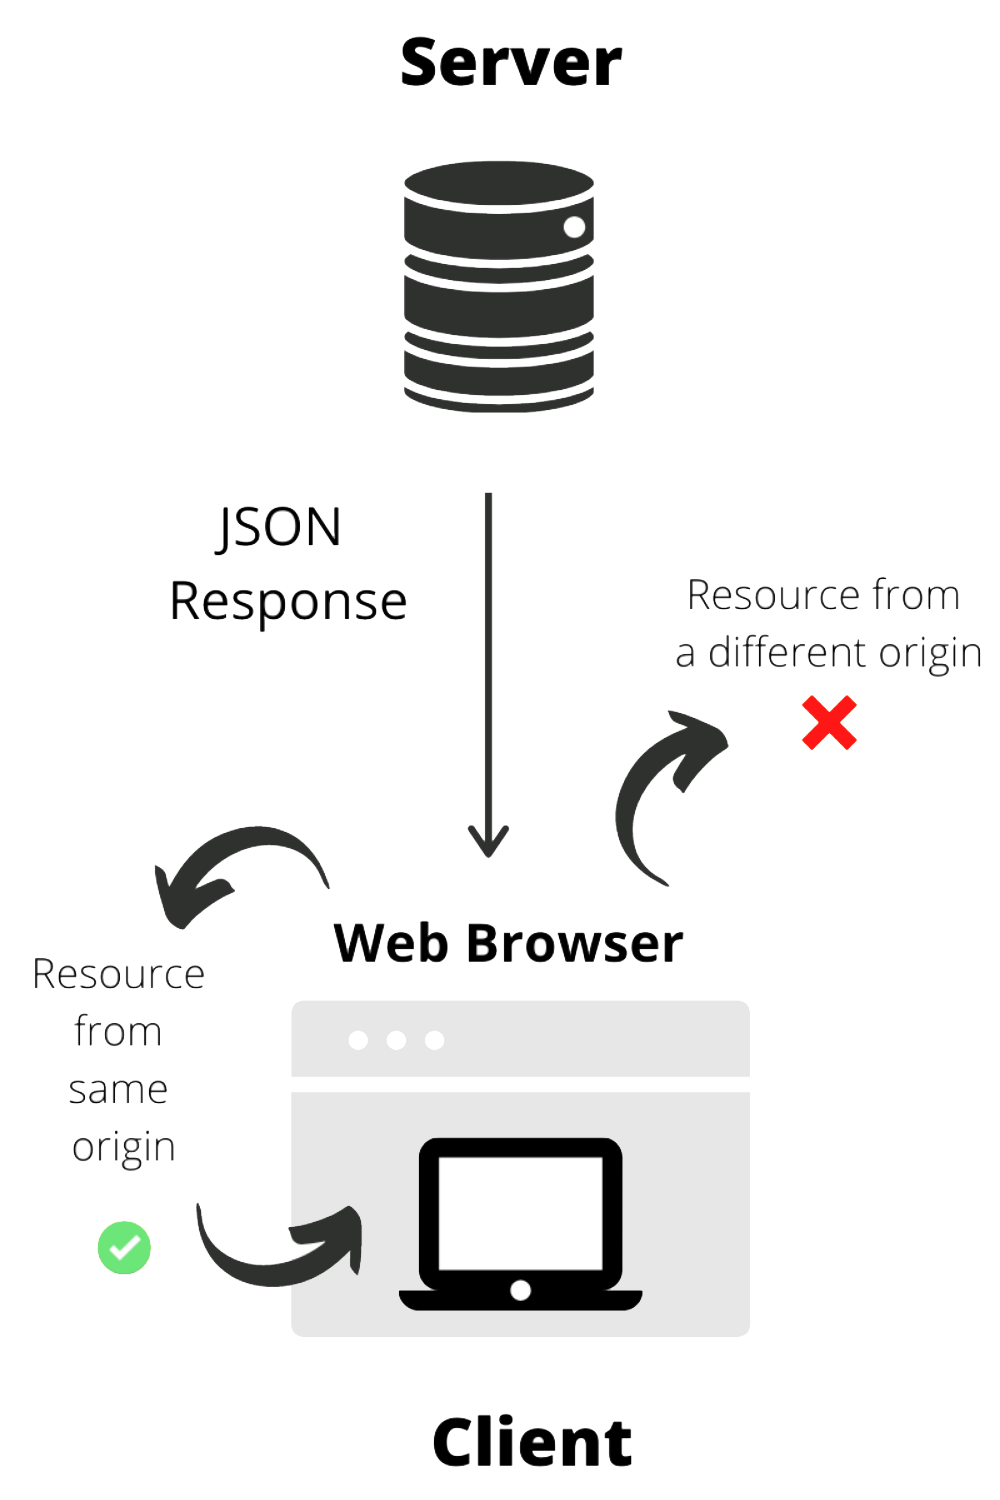 Server
JSON
Response
Resource from
a different origin
Web Browser
Resource
from
same
origin
Client